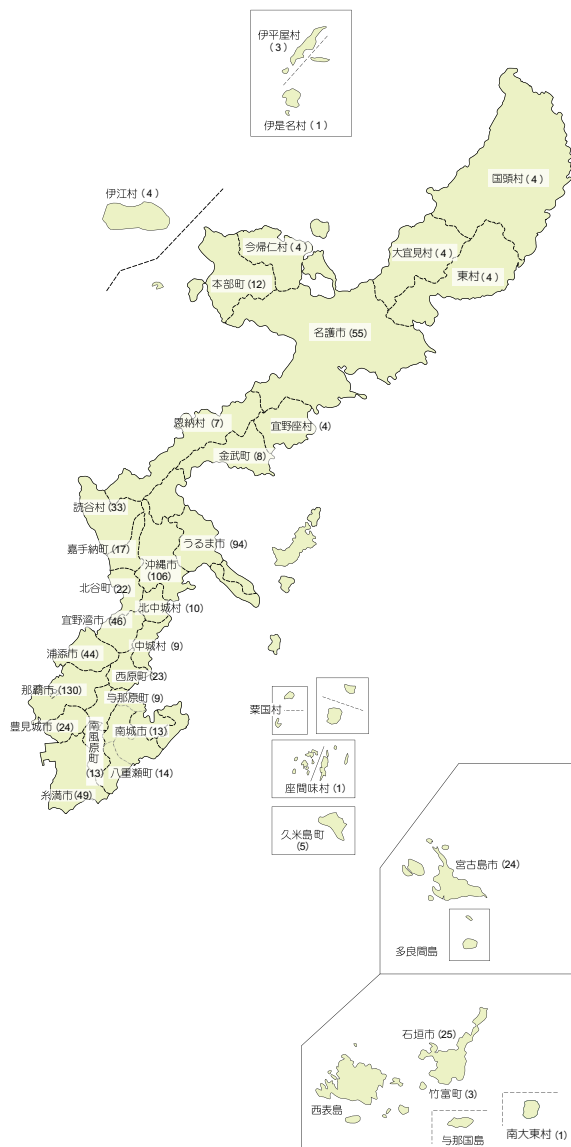 伊平屋村
(3)
伊是名村(1)
国頭村(4)
伊江村(4)
今帰仁村(4)
大宜見村(4)
東村(4)
本部町(12)
名護市(55)
恩納村(7)
宜野座村(4)
金武町(8)
読谷村(33)
嘉手納町(17)
うるま市(94)
沖縄市
(106)
北谷町(22)
北中城村(10)
宜野湾市(46)
中城村(9)
浦添市(44)
西原町(23)
那覇市(130)
与那原町(9)
粟国村
豊見城市(24)
南風原町
(13)
南城市(13)
八重瀬町(14)
糸満市(49)
座間味村(1)
久米島町
(5)
宮古島市(24)
多良間島
石垣市(25)
竹富町(3)
西表島
与那国島
南大東村(1)